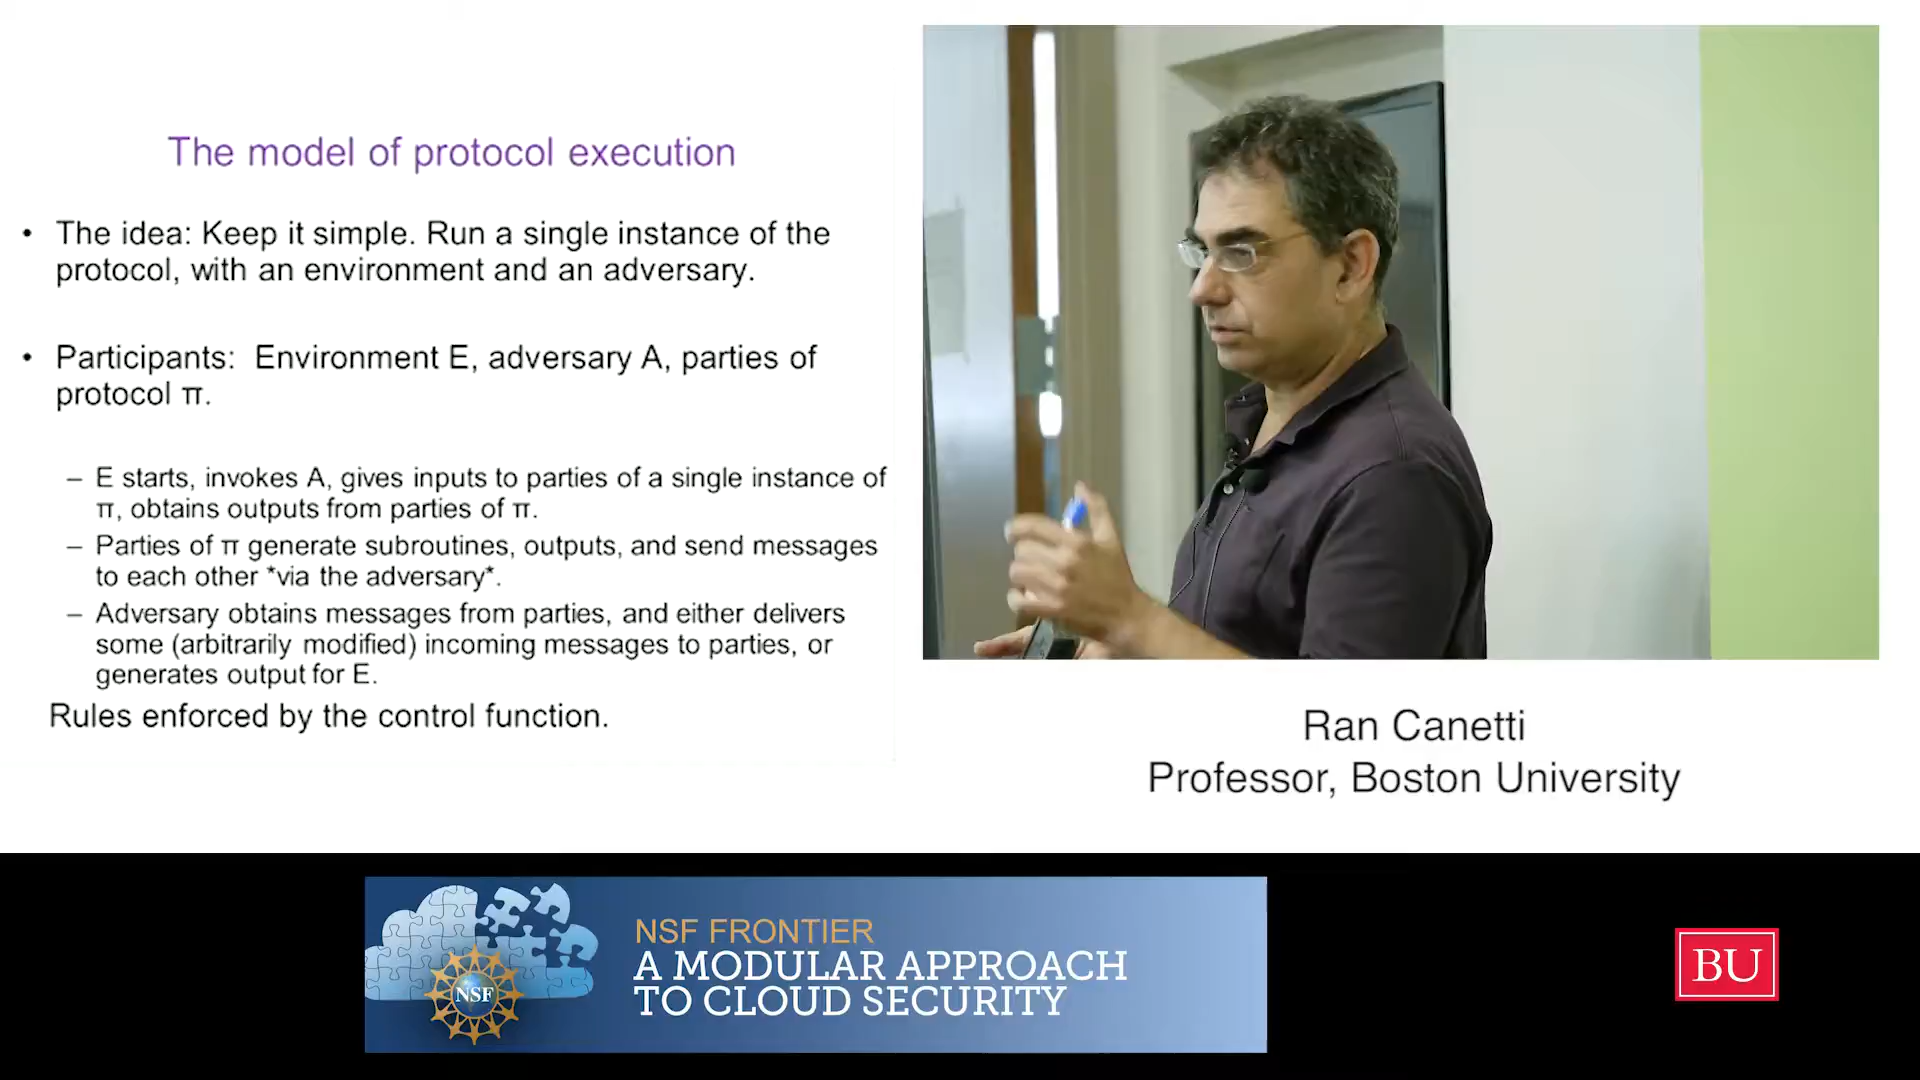 The model of protocol execution
• The idea: Keep it simple. Run a single instance of the
protocol, with an environment and an adversary.
• Participants:  Environment E, adversary A, parties of
protocol π.
– E starts, invokes A, gives inputs to parties of a single instance of
π, obtains outputs from parties of π.
– Parties of π generate subroutines, outputs, and send messages
to each other *via the adversary*.
– Adversary obtains messages from parties, and either delivers
some (arbitrarily modified) incoming messages to parties, or
generates output for E.
Rules enforced by the control function.
Ran Canetti
Professor, Boston University
NSF
NSF FRONTIER
A MODULAR APPROACH
TO CLOUD SECURITY
BU